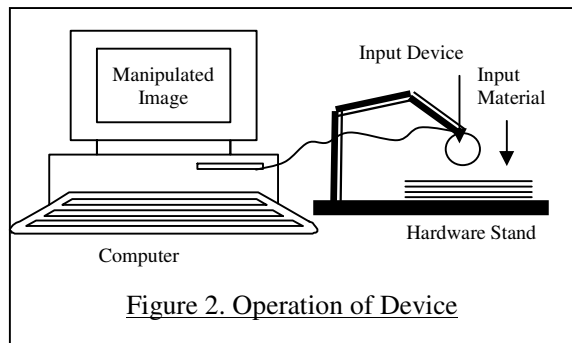 Input Device
Manipulated
Image
Input
Material
Computer
Hardware Stand
Figure 2. Operation of Device